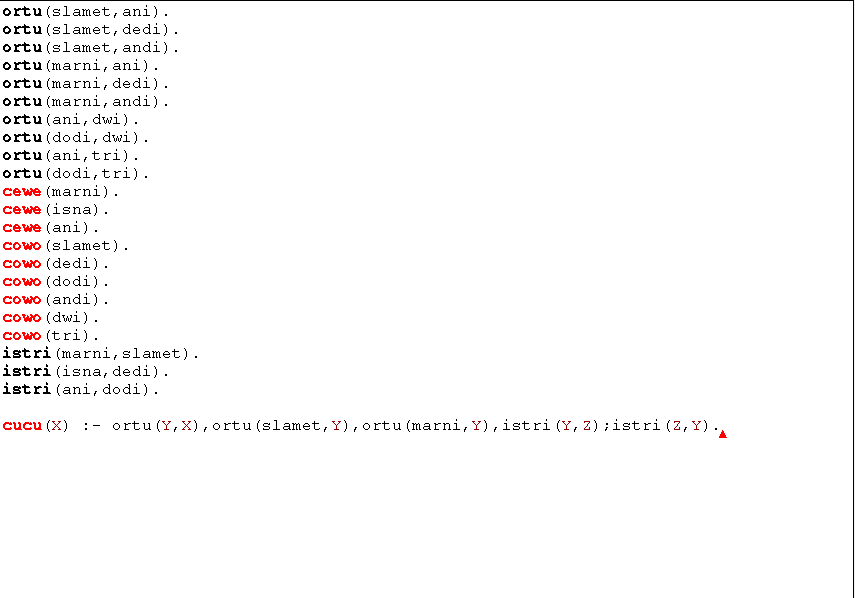 ortu(slamet,ani).
ortu(slamet,dedi).
ortu(slamet,andi).
ortu(marni,ani).
ortu(marni,dedi).
ortu(marni,andi).
ortu(ani,dwi).
ortu(dodi,dwi).
ortu(ani,tri).
ortu(dodi,tri).
cewe(marni).
cewe(isna).
cewe(ani).
cowo(slamet).
cowo(dedi).
cowo(dodi).
cowo(andi).
cowo(dwi).
cowo(tri).
istri(marni,slamet).
istri(isna,dedi).
istri(ani,dodi).
cucu(X) :- ortu(Y,X),ortu(slamet,Y),ortu(marni,Y),istri(Y,Z);istri(Z,Y).